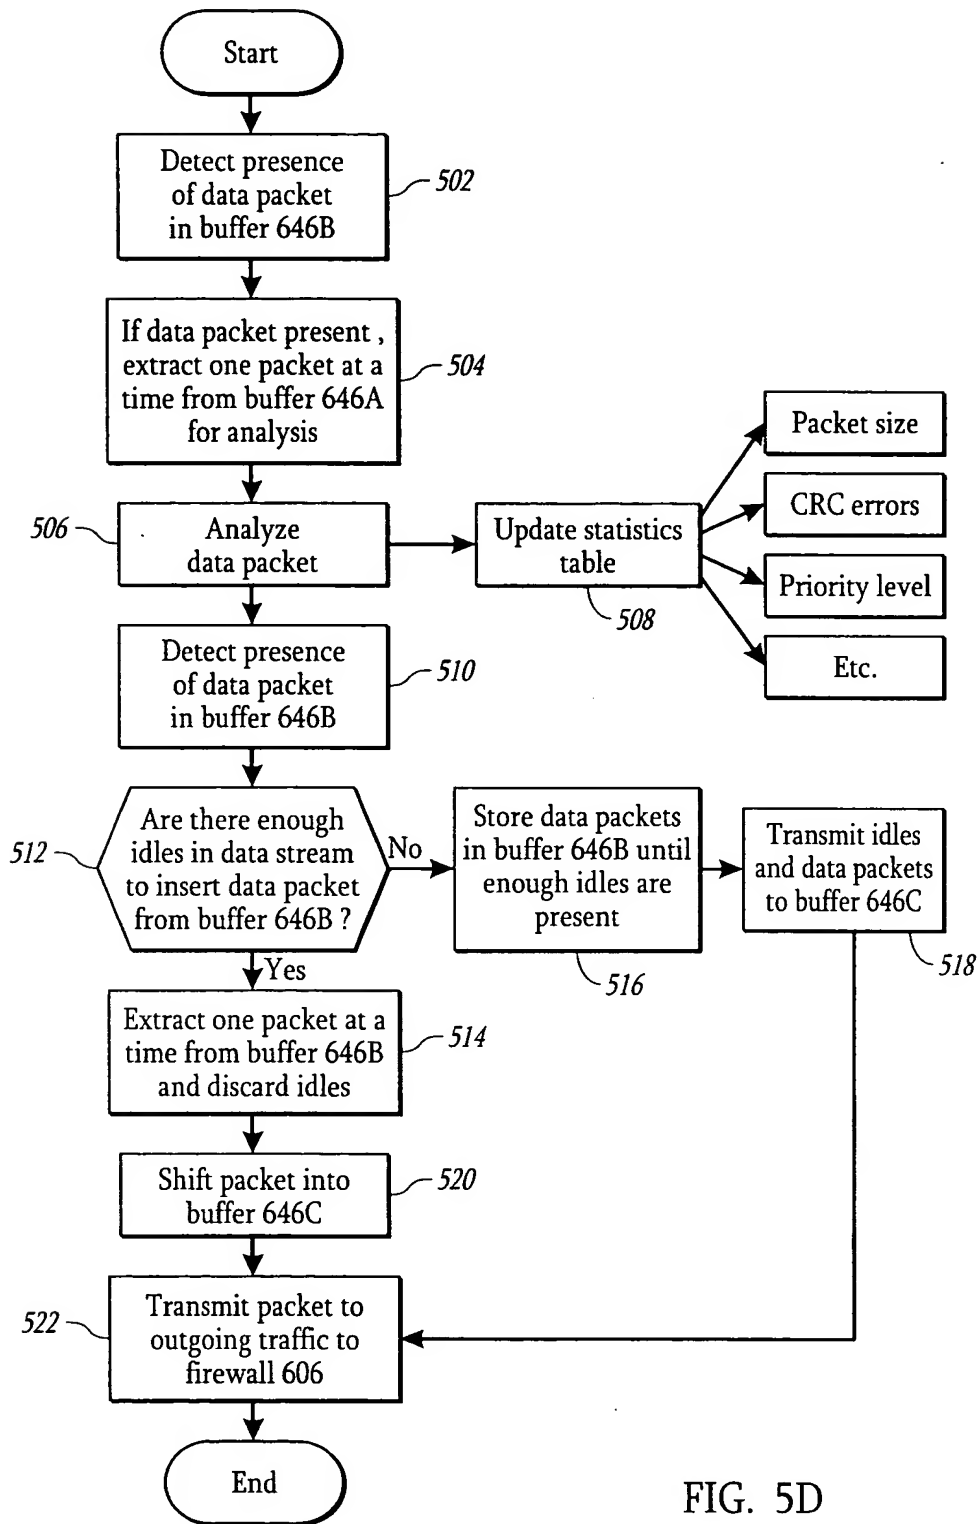 Start
Detect presence
of data packet
in buffer 646B
502
If data packet present ,
extract one packet at a
time from buffer 646A
for analysis
504
506
Analyze
data packet
Update statistics
table
508
Packet size
CRC errors
Priority level
Etc.
Detect presence
of data packet
in buffer 646B
510
512
Are there enough
idles in data stream
to insert data packet
from buffer 646B ?
No
Store data packets
in buffer 646B until
enough idles are
present
516
Transmit idles
and data packets
to buffer 646C
518
Yes
Extract one packet at a
time from buffer 646B
and discard idles
514
Shift packet into
buffer 646C
520
522
Transmit packet to
outgoing traffic to
firewall 606
End
FIG. 5D